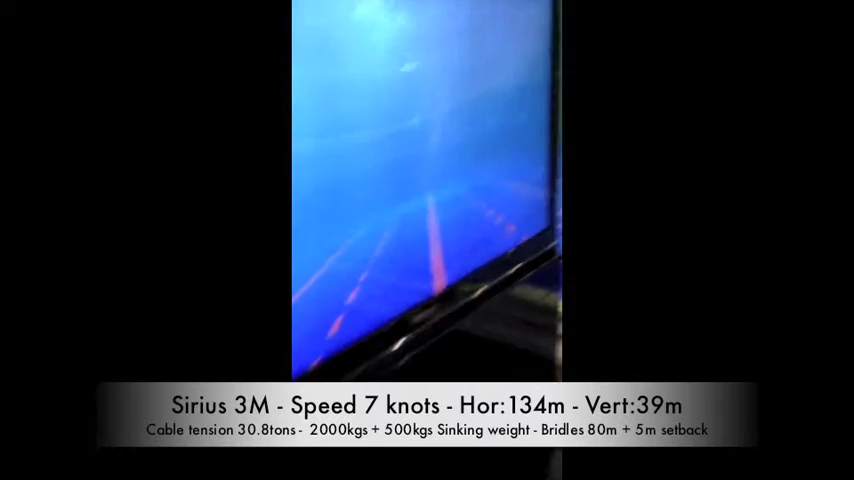 Sirius 3M - Speed 7 knots - Hor:134m - Vert:39m
Cable tension 30.8tons - 2000kgs + 500kgs Sinking weight - Bridles 80m + 5m setback